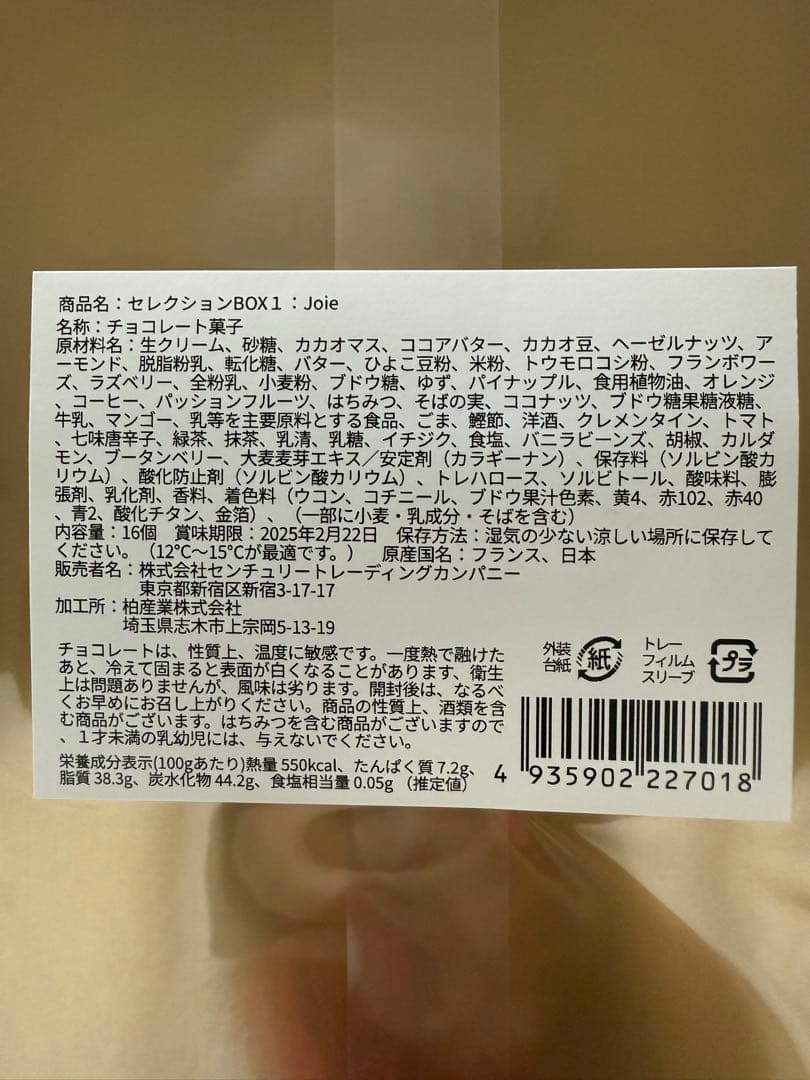 商品名：セレクションBOX１：Joie
名称：チョコレート菓子
原材料名：生クリーム、砂糖、カカオマス、ココアバター、カカオ豆、ヘーゼルナッツ、ア
ーモンド、脱脂粉乳、転化糖、バター、ひよこ豆粉、米粉、トウモロコシ粉、フランボワー
ズ、ラズベリー、全粉乳、小麦粉、ブドウ糖、ゆず、パイナップル、食用植物油、オレンジ
、コーヒー、パッションフルーツ、はちみつ、そばの実、ココナッツ、ブドウ糖果糖液糖、
牛乳、マンゴー、乳等を主要原料とする食品、ごま、鰹節、洋酒、クレメンタイン、トマト
、七味唐辛子、緑茶、抹茶、乳清、乳糖、イチジク、食塩、バニラビーンズ、胡椒、カルダ
モン、ブータンベリー、大麦麦芽エキス／安定剤（カラギーナン）、保存料（ソルビン酸カ
リウム）、酸化防止剤（ソルビン酸カリウム）、トレハロース、ソルビトール、酸味料、膨
張剤、乳化剤、香料、着色料（ウコン、コチニール、ブドウ果汁色素、黄4、赤102、赤40
、青2、酸化チタン、金箔）、（一部に小麦・乳成分・そばを含む）
内容量：16個　賞味期限：2025年2月22日　保存方法：湿気の少ない涼しい場所に保存して
ください。（12℃～15℃が最適です。）　原産国名：フランス、日本
販売者名：株式会社センチュリートレーディングカンパニー
東京都新宿区新宿3-17-17
加工所：柏産業株式会社
埼玉県志木市上宗岡5-13-19
チョコレートは、性質上、温度に敏感です。一度熱で融けた
あと、冷えて固まると表面が白くなることがあります、衛生
上は問題ありませんが、風味は劣ります。開封後は、なるべ
くお早めにお召し上がりください。商品の性質上、酒類を含
む商品がございます。はちみつを含む商品がございますので
、１才未満の乳幼児には、与えないでください。
栄養成分表示(100gあたり)熱量 550kcal、たんぱく質 7.2g、
脂質 38.3g、炭水化物 44.2g、食塩相当量 0.05g （推定値）
外装
台紙
紙
トレー
フィルム
スリーブ
プラ
4 935902 227018